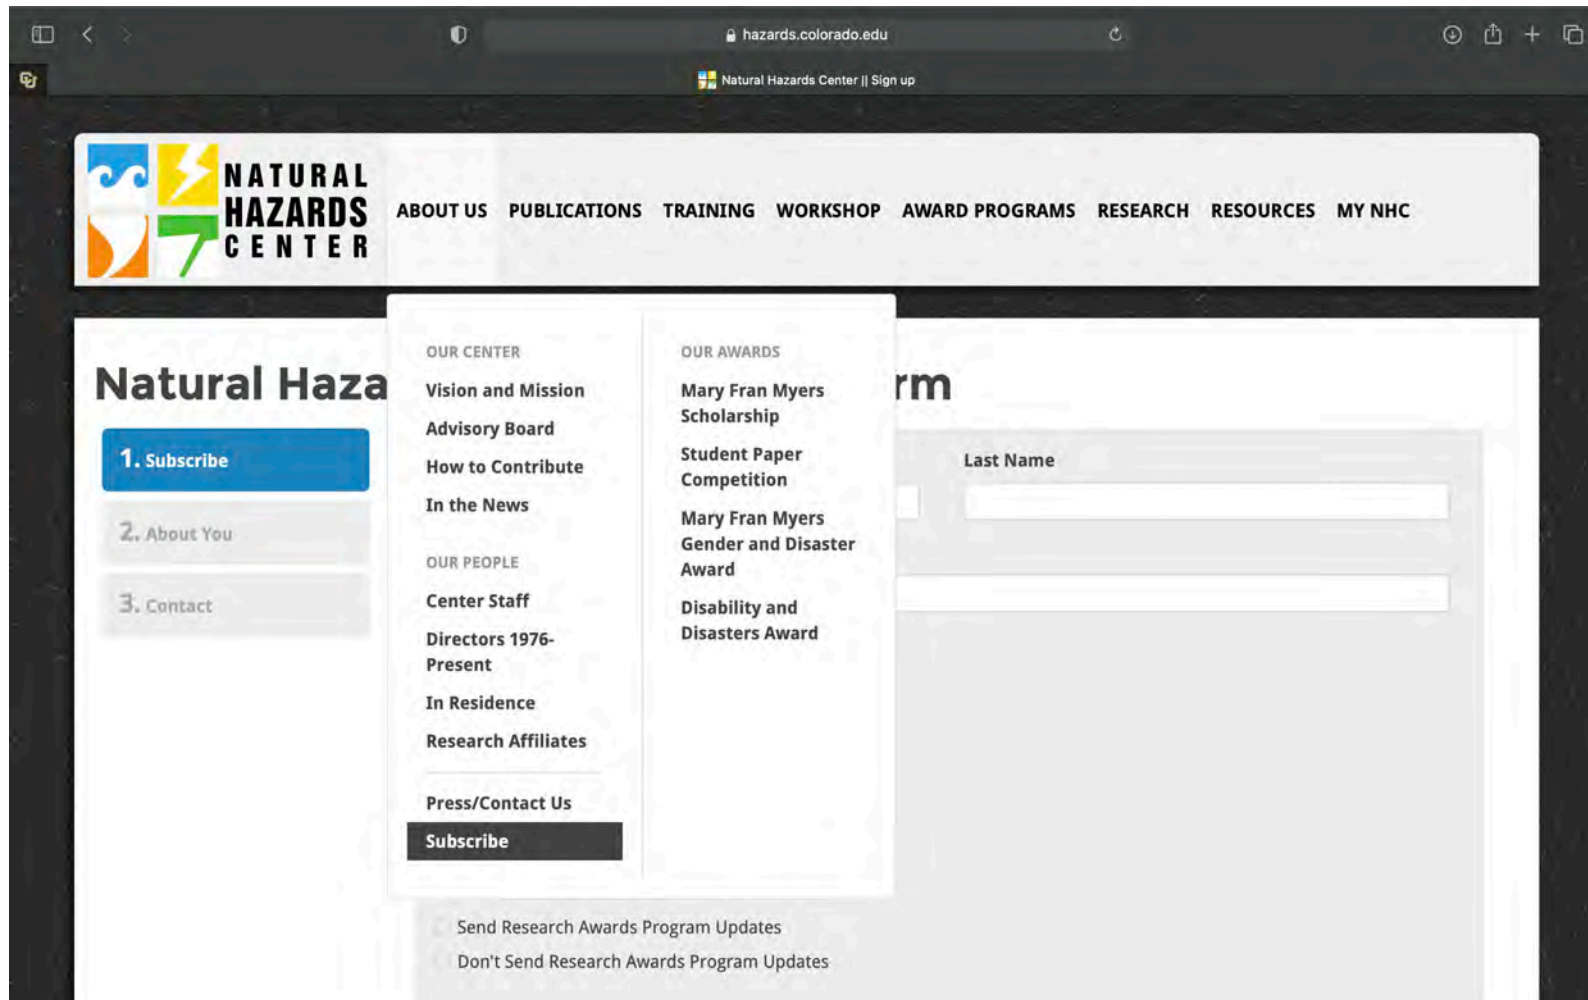 hazards.colorado.edu
Natural Hazards Center || Sign up
NATURAL
HAZARDS
CENTER
ABOUT US PUBLICATIONS TRAINING WORKSHOP AWARD PROGRAMS RESEARCH RESOURCES MY NHC
Natural Haza
rm
1. Subscribe
2. About You
3. Contact
OUR CENTER
Vision and Mission
Advisory Board
How to Contribute
In the News
OUR PEOPLE
Center Staff
Directors 1976-
Present
In Residence
Research Affiliates
Press/Contact Us
Subscribe
OUR AWARDS
Mary Fran Myers
Scholarship
Student Paper
Competition
Mary Fran Myers
Gender and Disaster
Award
Disability and
Disasters Award
Last Name
Send Research Awards Program Updates
Don't Send Research Awards Program Updates